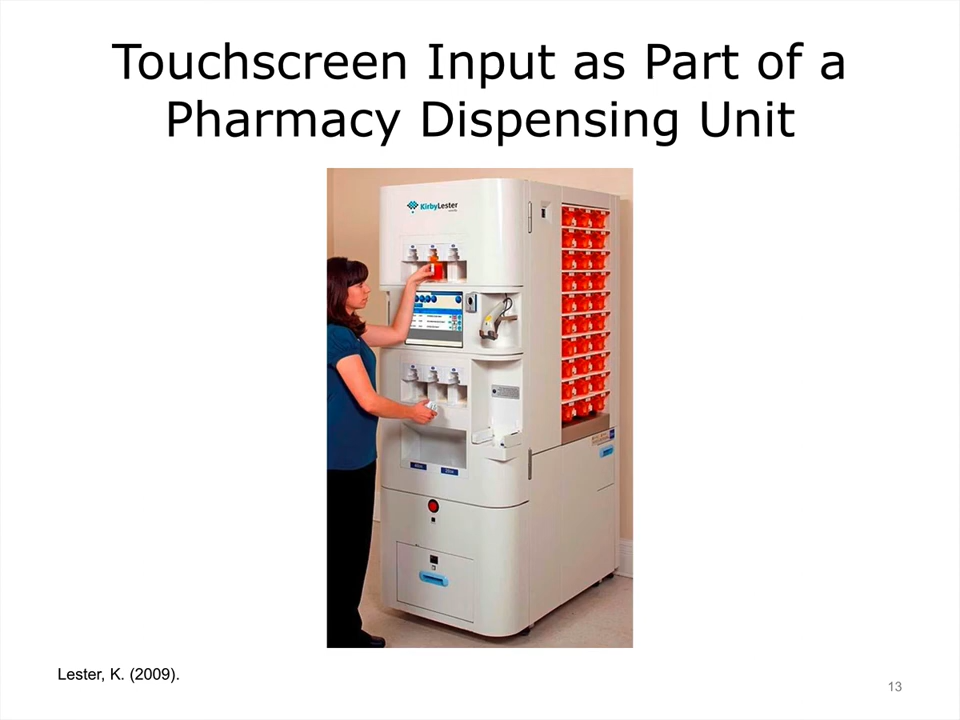 Touchscreen Input as Part of a
Pharmacy Dispensing Unit
KirbyLester
Lester, K. (2009).
13